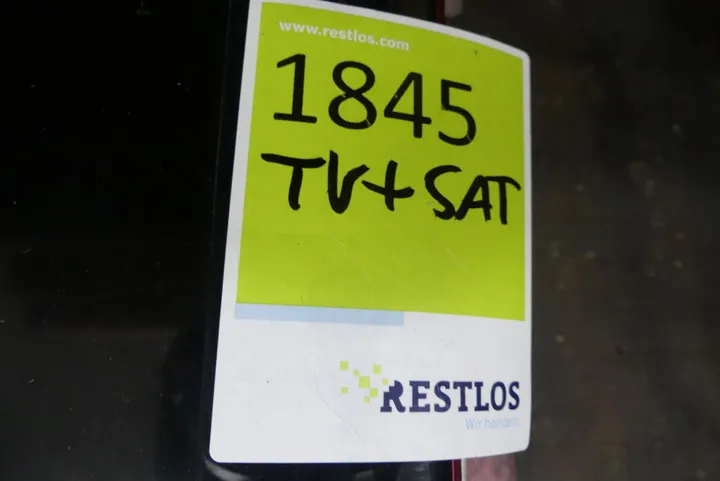 www.restlos.com
1845
TV+SAT
RESTLOS
Wir handeln.